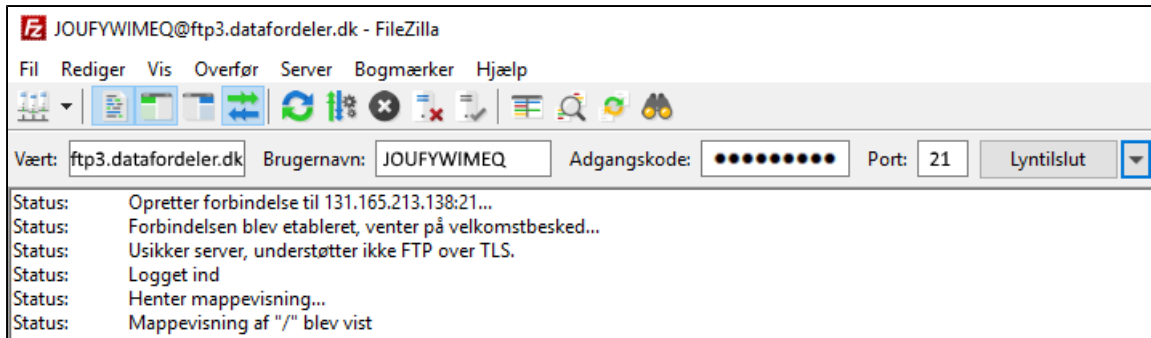 JOUFYWIMEQ@ftp3.datafordeler.dk - FileZilla
Fil Rediger Vis Overfør Server Bogmærker Hjælp
Vært: ftp3.datafordeler.dk Brugernavn: JOUFYWIMEQ Adgangskode: ●●●●●●●●● Port: 21 Lyntilslut
Status: Opretter forbindelse til 131.165.213.138:21...
Status: Forbindelsen blev etableret, venter på velkomstbesked...
Status: Usikker server, understøtter ikke FTP over TLS.
Status: Logget ind
Status: Henter mappevisning...
Status: Mappevisning af "/" blev vist